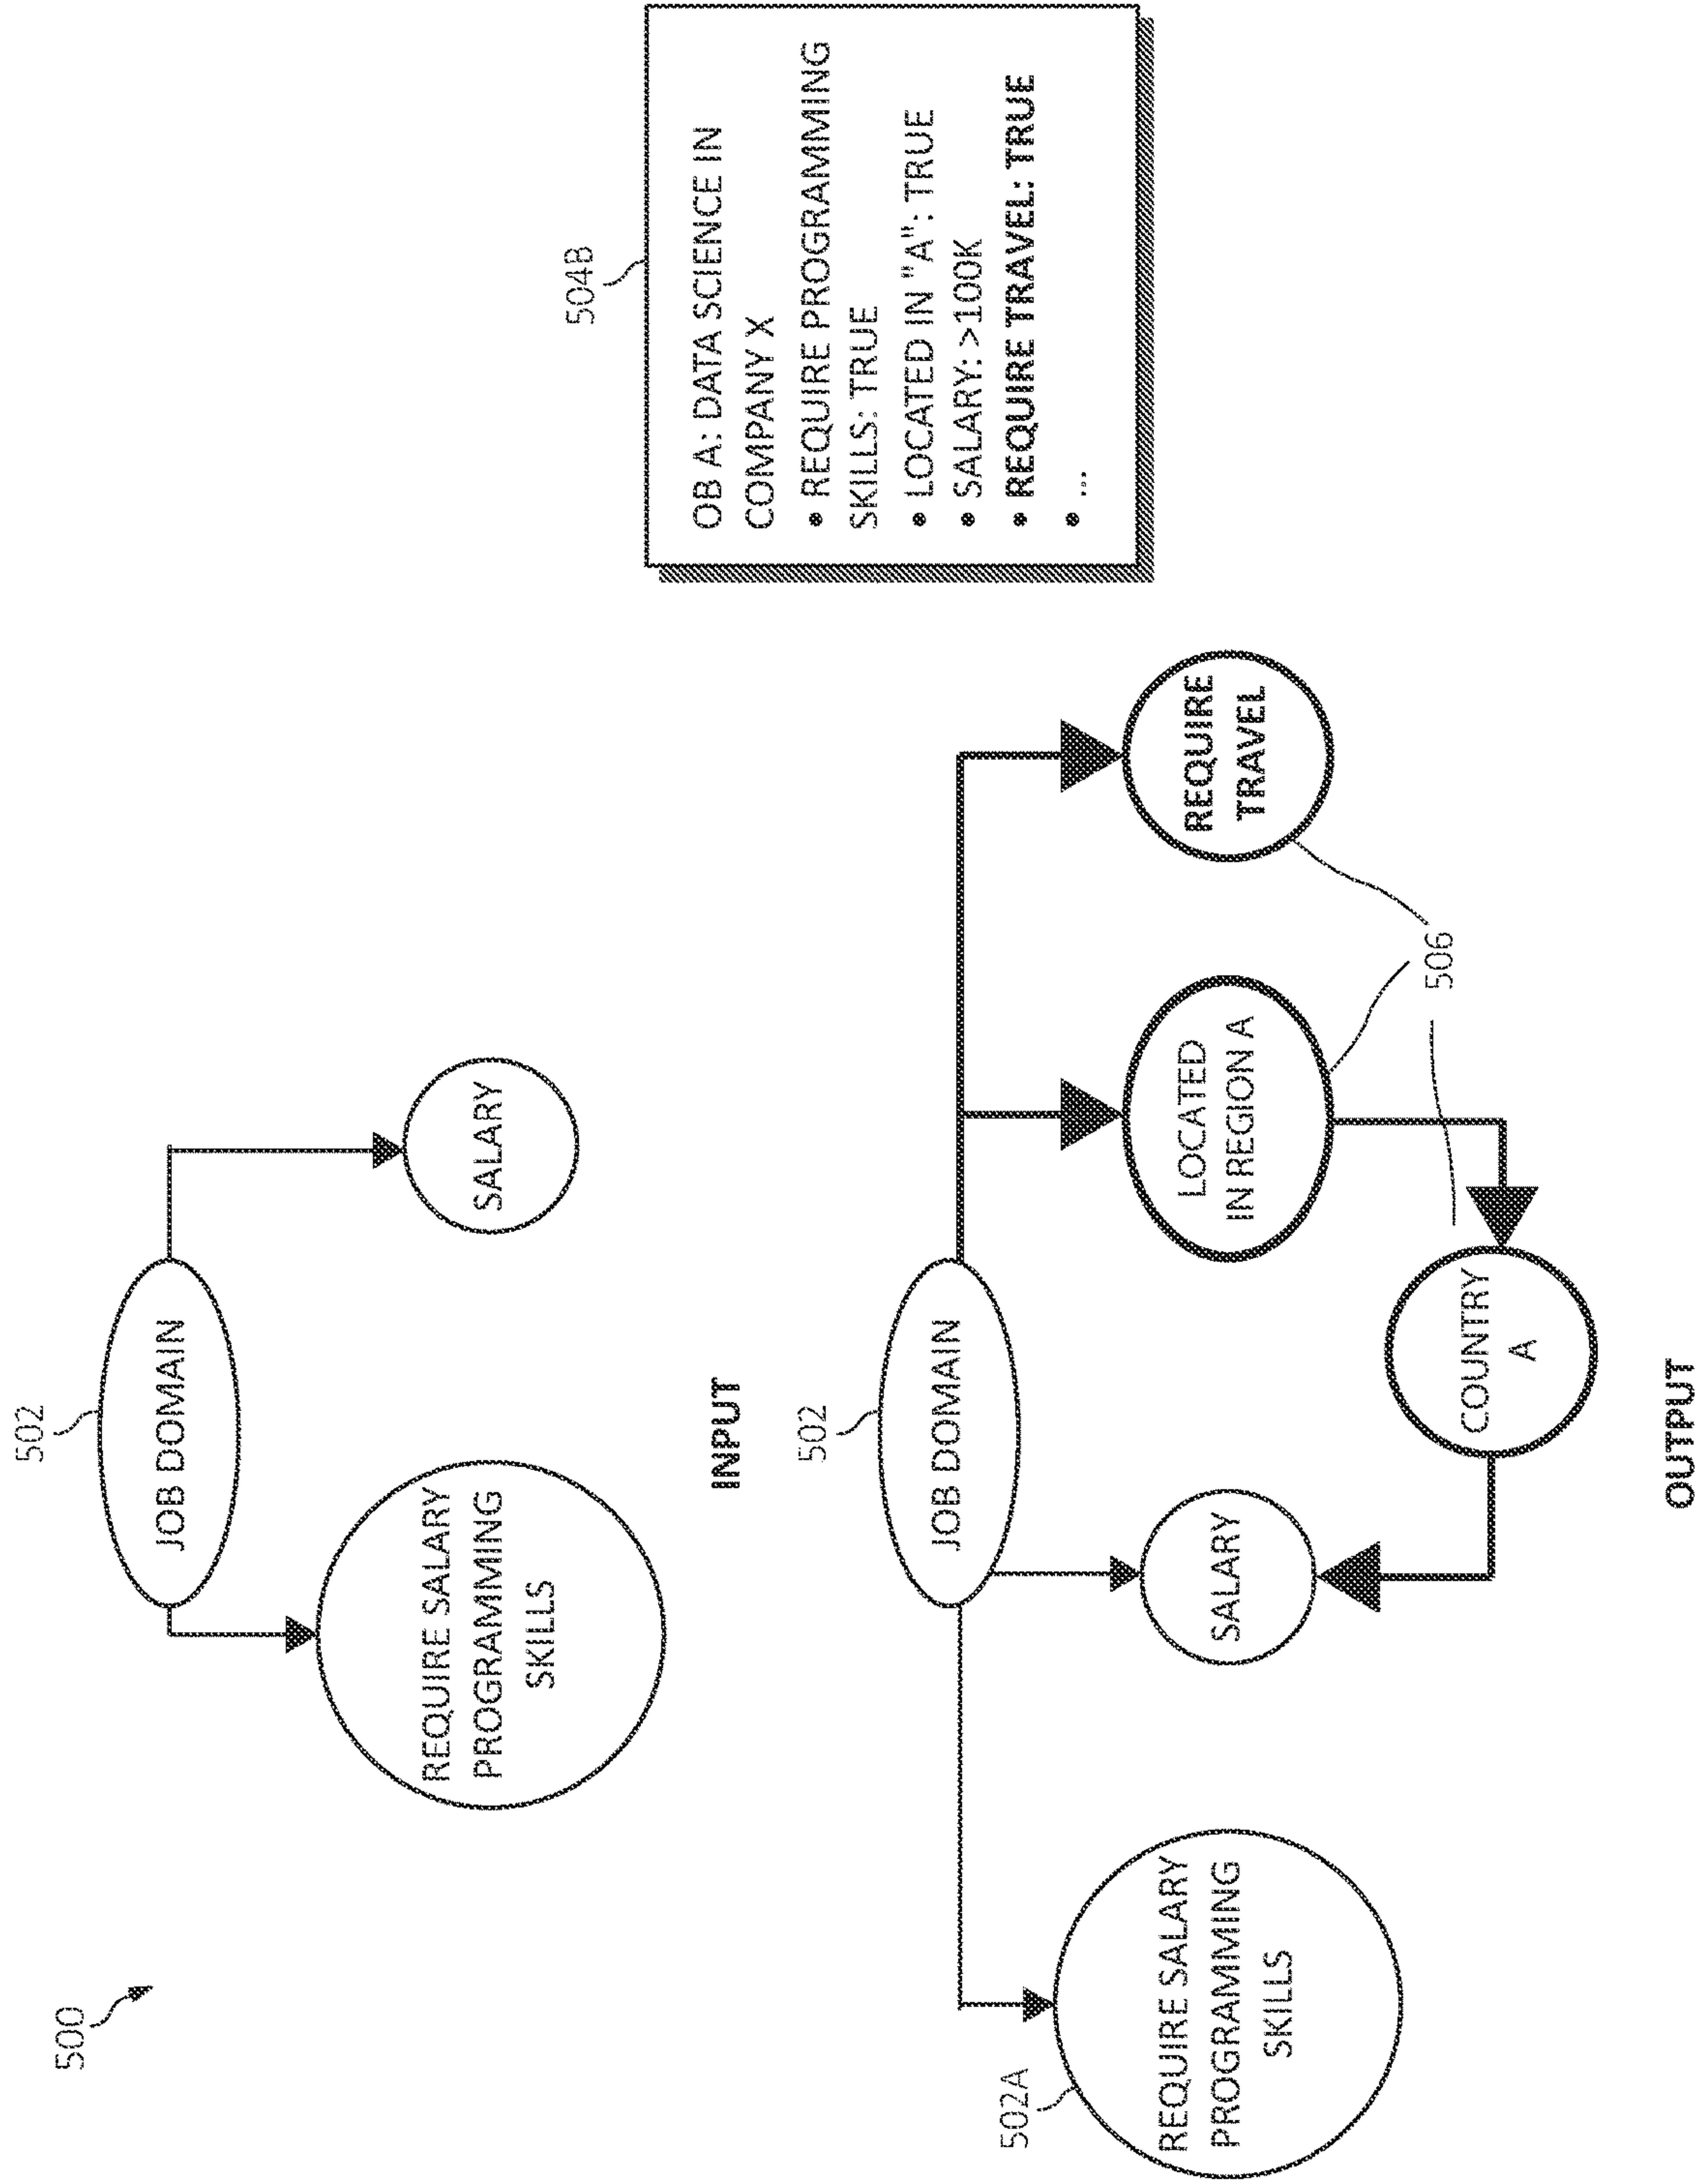 500
502
JOB DOMAIN
REQUIRE SALARY
PROGRAMMING
SKILLS
SALARY
INPUT
502
JOB DOMAIN
502A
REQUIRE SALARY
PROGRAMMING
SKILLS
SALARY
LOCATED
IN REGION A
REQUIRE
TRAVEL
COUNTRY
A
506
OUTPUT
504B
OB A: DATA SCIENCE IN
COMPANY X
• REQUIRE PROGRAMMING
SKILLS: TRUE
• LOCATED IN "A": TRUE
• SALARY: >100K
• REQUIRE TRAVEL: TRUE
• ...